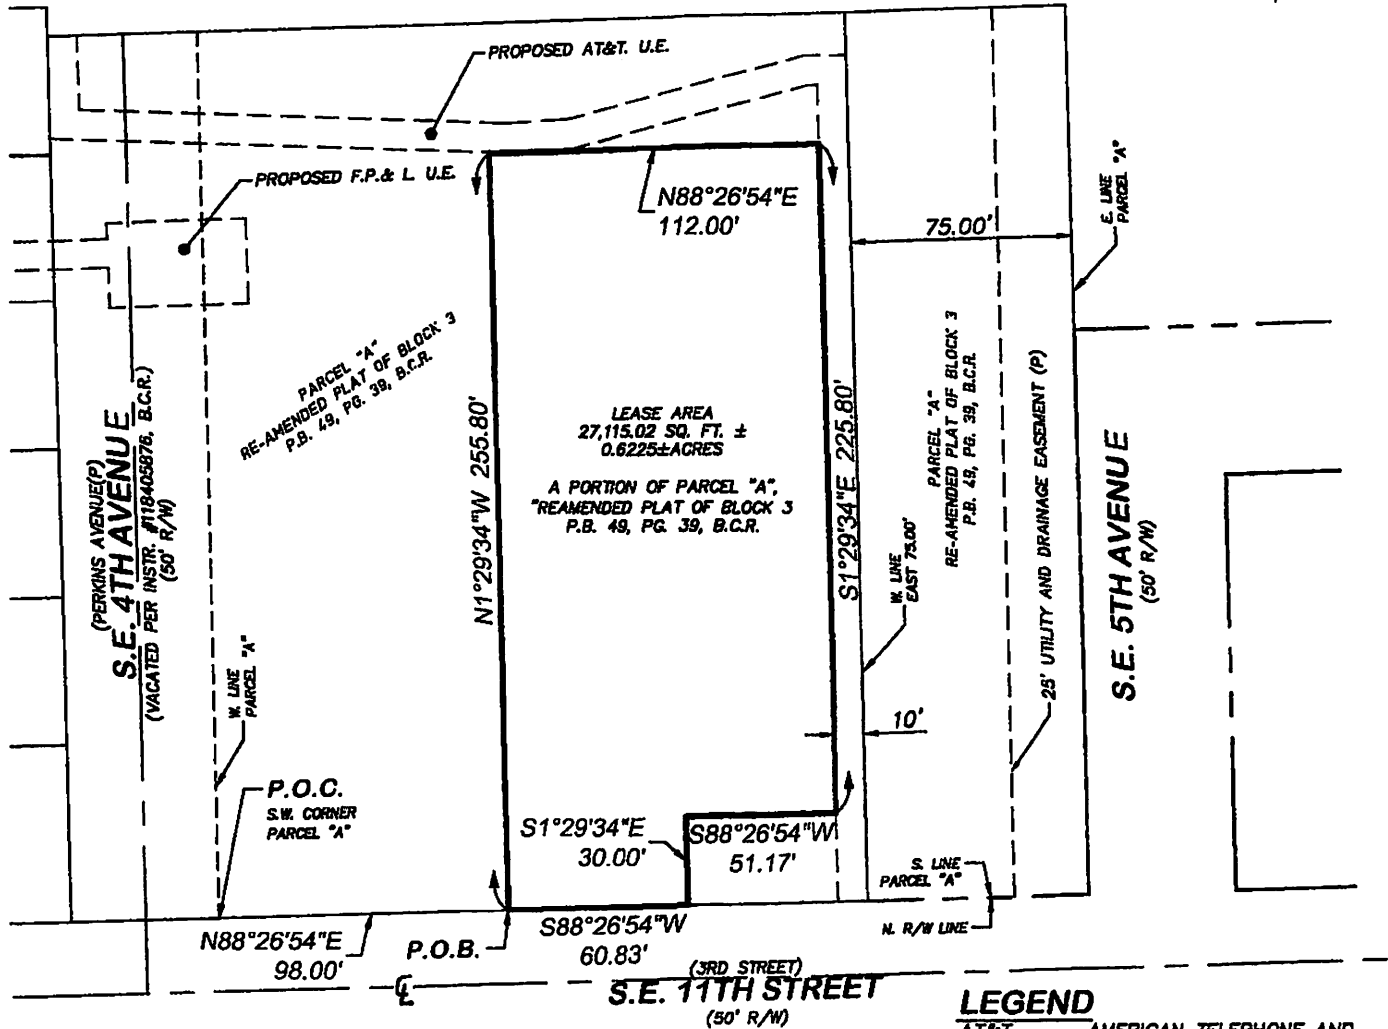 PROPOSED AT&T. U.E.
PROPOSED F.P.& L. U.E.
N88°26'54"E
112.00'
75.00'
E. LINE
PARCEL "A"
PARCEL "A"
RE-AMENDED PLAT OF BLOCK 3
P.B. 49, PG. 39, B.C.R.
N1°29'34"W 255.80'
LEASE AREA
27,115.02 SQ. FT. ±
0.6225±ACRES
A PORTION OF PARCEL "A",
"REAMENDED PLAT OF BLOCK 3
P.B. 49, PG. 39, B.C.R.
S1°29'34"E 225.80'
W. LINE
EAST 75.00'
PARCEL "A"
RE-AMENDED PLAT OF BLOCK 3
P.B. 49, PG. 39, B.C.R.
25' UTILITY AND DRAINAGE EASEMENT (P)
S.E. 5TH AVENUE
(50' R/W)
(PERKINS AVENUE(P)
S.E. 4TH AVENUE
(VACATED PER INSTR. #118405876, B.C.R.)
(50' R/W)
W. LINE
PARCEL "A"
10'
P.O.C.
S.W. CORNER
PARCEL "A"
S1°29'34"E
30.00'
S88°26'54"W
51.17'
S. LINE
PARCEL "A"
N. R/W LINE
N88°26'54"E
98.00'
P.O.B.
S88°26'54"W
60.83'
℄
(3RD STREET)
S.E. 11TH STREET
(50' R/W)
LEGEND
AT&T AMERICAN TELEPHONE AND